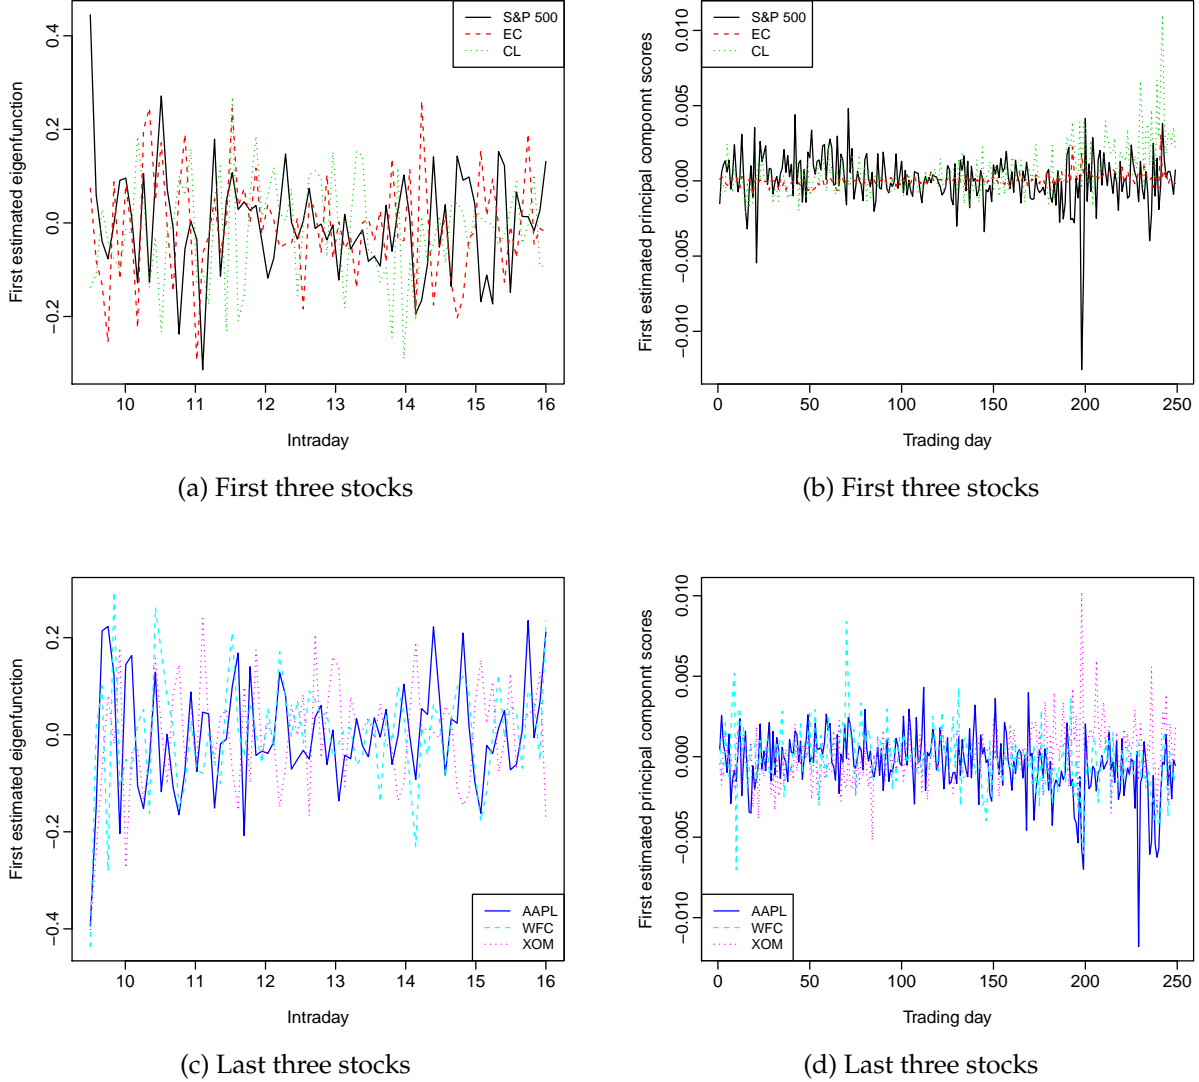 S&P 500
EC
CL
First estimated eigenfunction
0.4
0.2
0.0
−0.2
10 11 12 13 14 15 16
Intraday
(a) First three stocks
S&P 500
EC
CL
First estimated principal componnt scores
0.010
0.005
0.000
−0.005
−0.010
0 50 100 150 200 250
Trading day
(b) First three stocks
First estimated eigenfunction
0.2
0.0
−0.2
−0.4
AAPL
WFC
XOM
10 11 12 13 14 15 16
Intraday
(c) Last three stocks
First estimated principal componnt scores
0.010
0.005
0.000
−0.005
−0.010
AAPL
WFC
XOM
0 50 100 150 200 250
Trading day
(d) Last three stocks